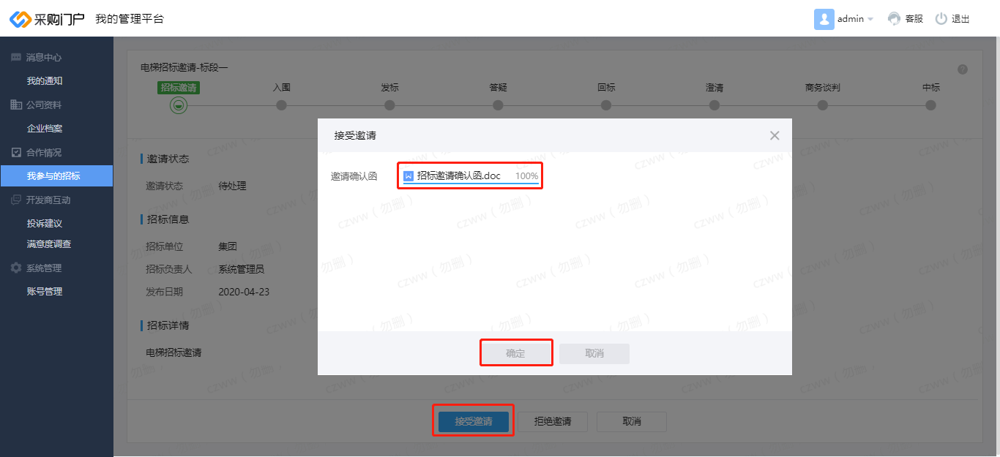 采购门户 我的管理平台
admin 客服 退出
消息中心
我的通知
公司资料
企业档案
合作情况
我参与的招标
开发商互动
投诉建议
满意度调查
系统管理
账号管理
电梯招标邀请-标段一
招标邀请 入围 发标 答疑 回标 澄清 商务谈判 中标
邀请状态
邀请状态 待处理
招标信息
招标单位 集团
招标负责人 系统管理员
发布日期 2020-04-23
招标详情
电梯招标邀请
接受邀请
邀请确认函 招标邀请确认函.doc 100%
确定 取消
接受邀请 拒绝邀请 取消
czww（勿删）